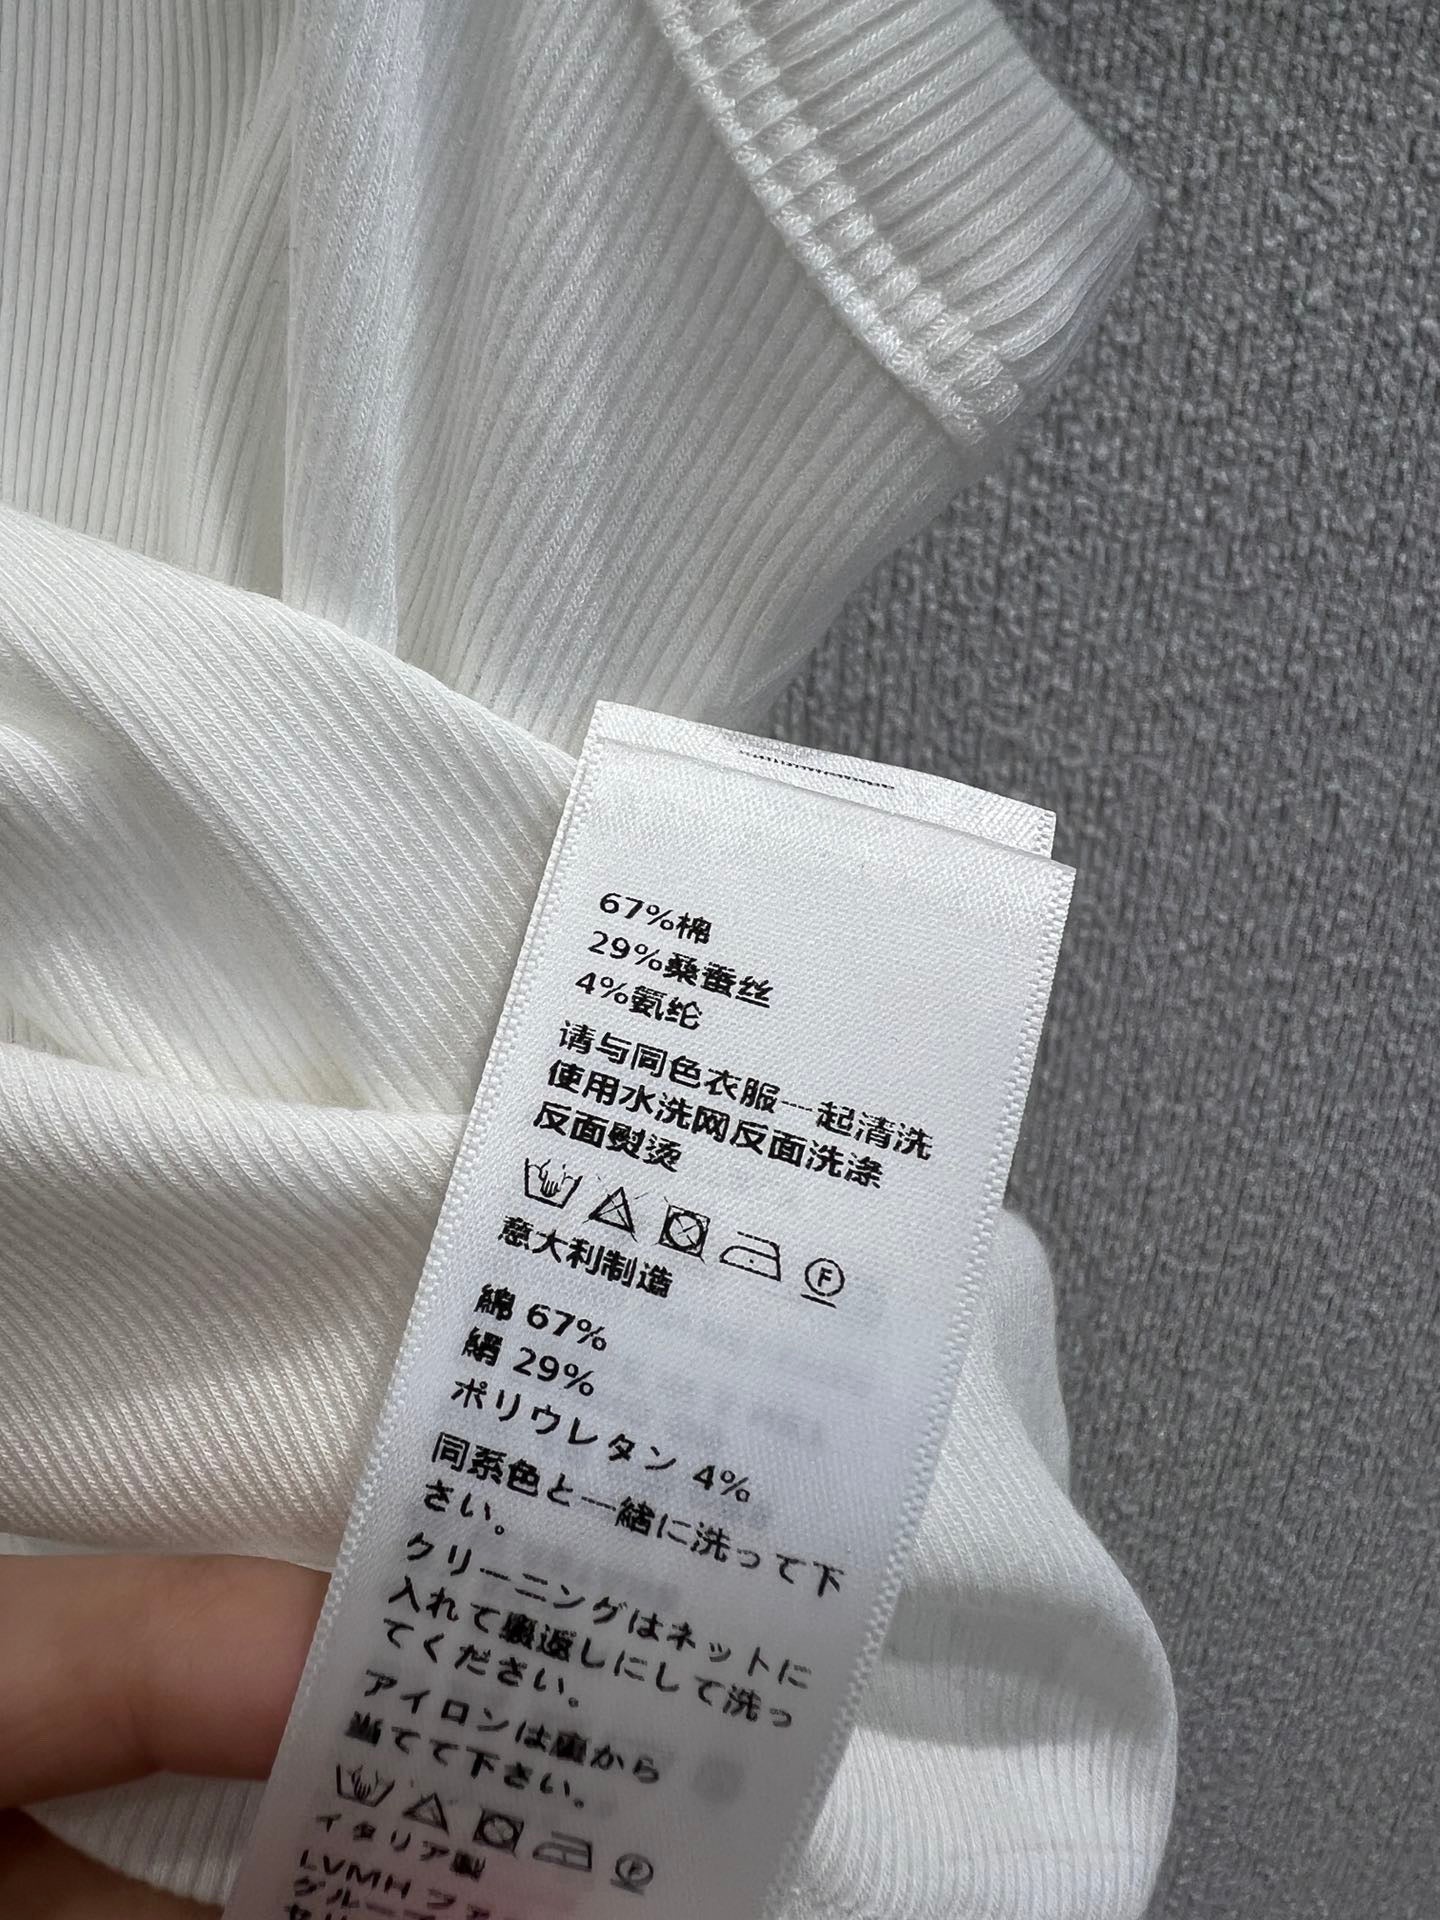 67%棉
29%桑蚕丝
4%氨纶
请与同色衣服一起清洗
使用水洗网反面洗涤
反面熨烫
F
意大利制造
綿 67%
絹 29%
ポリウレタン 4%
同系色と一緒に洗って下
さい。
クリーニングはネットに
入れて裏返しにして洗っ
てください。
アイロンは裏から
当てて下さい。
F
イタリア製
LVMH ファ
グループ